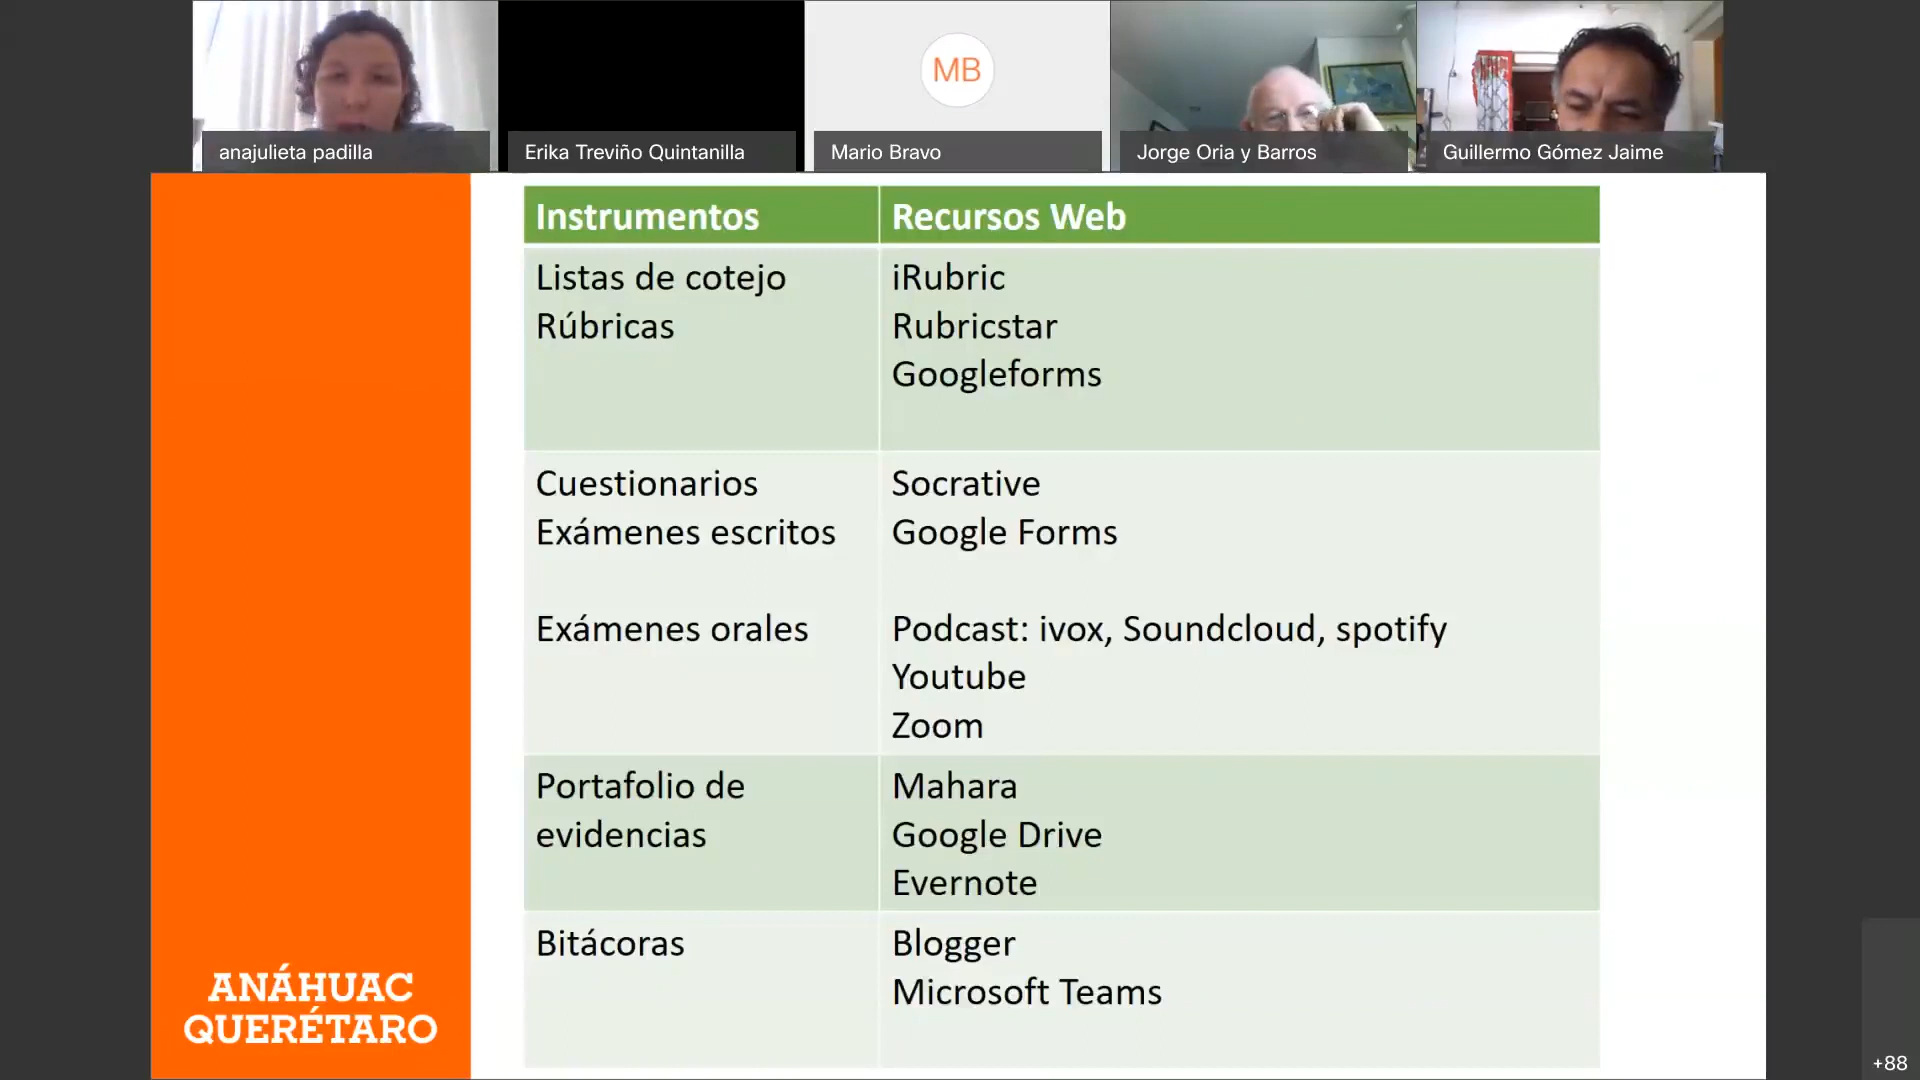 anajulieta padilla
Erika Treviño Quintanilla
MB
Mario Bravo
Jorge Oria y Barros
Guillermo Gómez Jaime
Instrumentos
Recursos Web
Listas de cotejo
Rúbricas
iRubric
Rubricstar
Googleforms
Cuestionarios
Exámenes escritos
Socrative
Google Forms
Exámenes orales
Podcast: ivox, Soundcloud, spotify
Youtube
Zoom
Portafolio de
evidencias
Mahara
Google Drive
Evernote
Bitácoras
Blogger
Microsoft Teams
ANÁHUAC
QUERÉTARO
+88